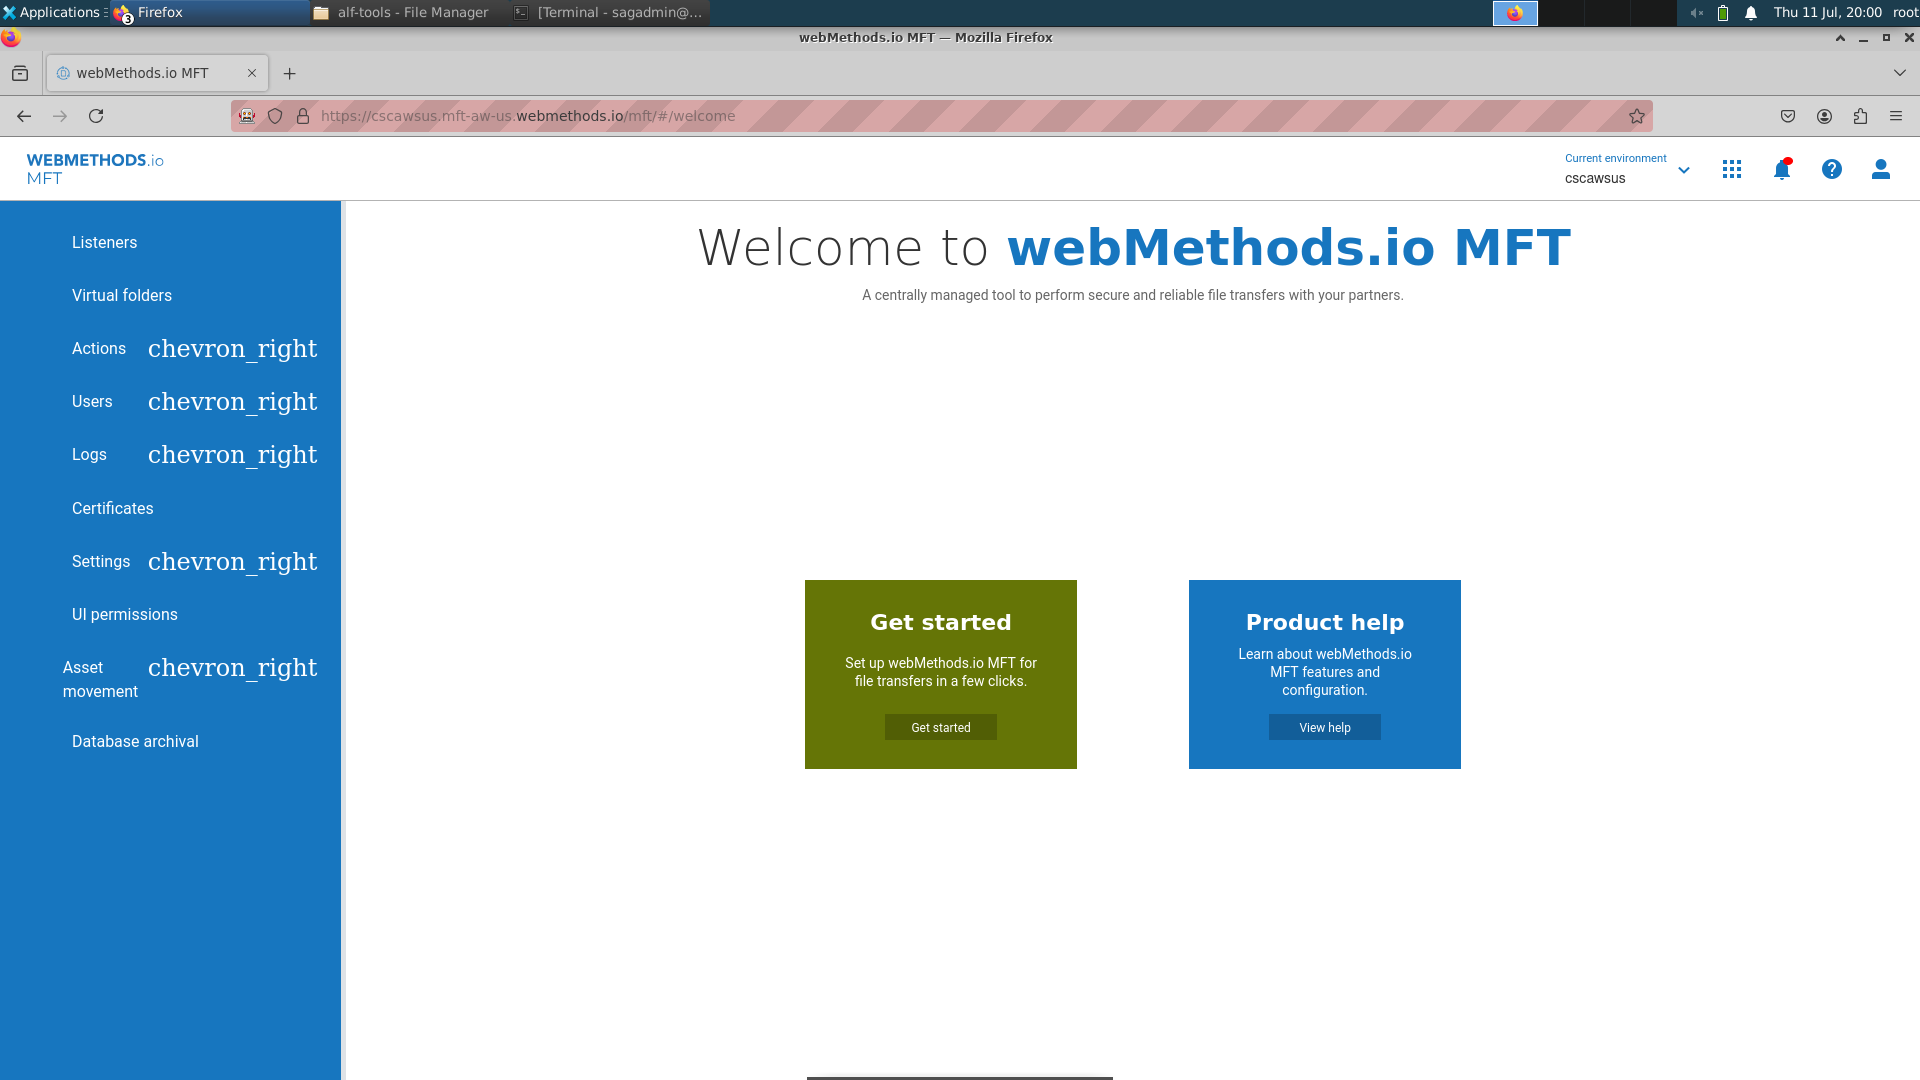 Applications
3
Firefox
alf-tools - File Manager
[Terminal - sagadmin@...
Thu 11 Jul, 20:00
root
webMethods.io MFT — Mozilla Firefox
webMethods.io MFT
https://cscawsus.mft-aw-us.webmethods.io/mft/#/welcome
WEBMETHODS.io
MFT
Current environment
cscawsus
Listeners
Virtual folders
Actions chevron_right
Users chevron_right
Logs chevron_right
Certificates
Settings chevron_right
UI permissions
Asset chevron_right
movement
Database archival
Welcome to webMethods.io MFT
A centrally managed tool to perform secure and reliable file transfers with your partners.
Get started
Set up webMethods.io MFT for
file transfers in a few clicks.
Get started
Product help
Learn about webMethods.io
MFT features and
configuration.
View help